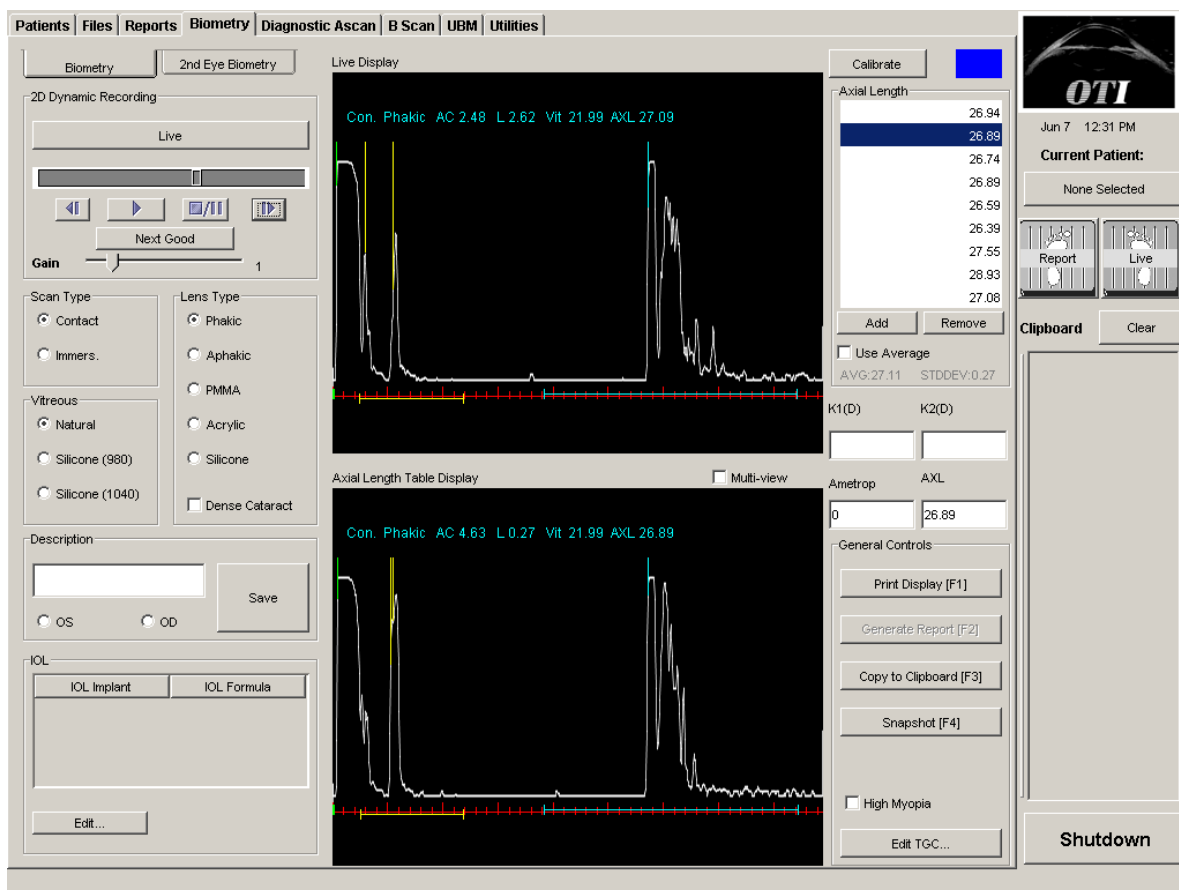 Patients Files Reports Biometry Diagnostic Ascan B Scan UBM Utilities
Biometry 2nd Eye Biometry
2D Dynamic Recording
Live
Next Good
Gain 1
Scan Type
Contact
Immers.
Vitreous
Natural
Silicone (980)
Silicone (1040)
Lens Type
Phakic
Aphakic
PMMA
Acrylic
Silicone
Dense Cataract
Description
Save
OS OD
IOL
IOL Implant IOL Formula
Edit...
Live Display
Con. Phakic AC 2.48 L 2.62 Vit 21.99 AXL 27.09
Axial Length Table Display Multi-view
Con. Phakic AC 4.63 L 0.27 Vit 21.99 AXL 26.89
Calibrate
Axial Length
26.94
26.89
26.74
26.89
26.59
26.39
27.55
28.93
27.08
Add Remove
Use Average
AVG:27.11 STDDEV:0.27
K1(D) K2(D)
Ametrop AXL
0 26.89
General Controls
Print Display [F1]
Generate Report [F2]
Copy to Clipboard [F3]
Snapshot [F4]
High Myopia
Edit TGC...
OTI
Jun 7 12:31 PM
Current Patient:
None Selected
Report Live
Clipboard Clear
Shutdown